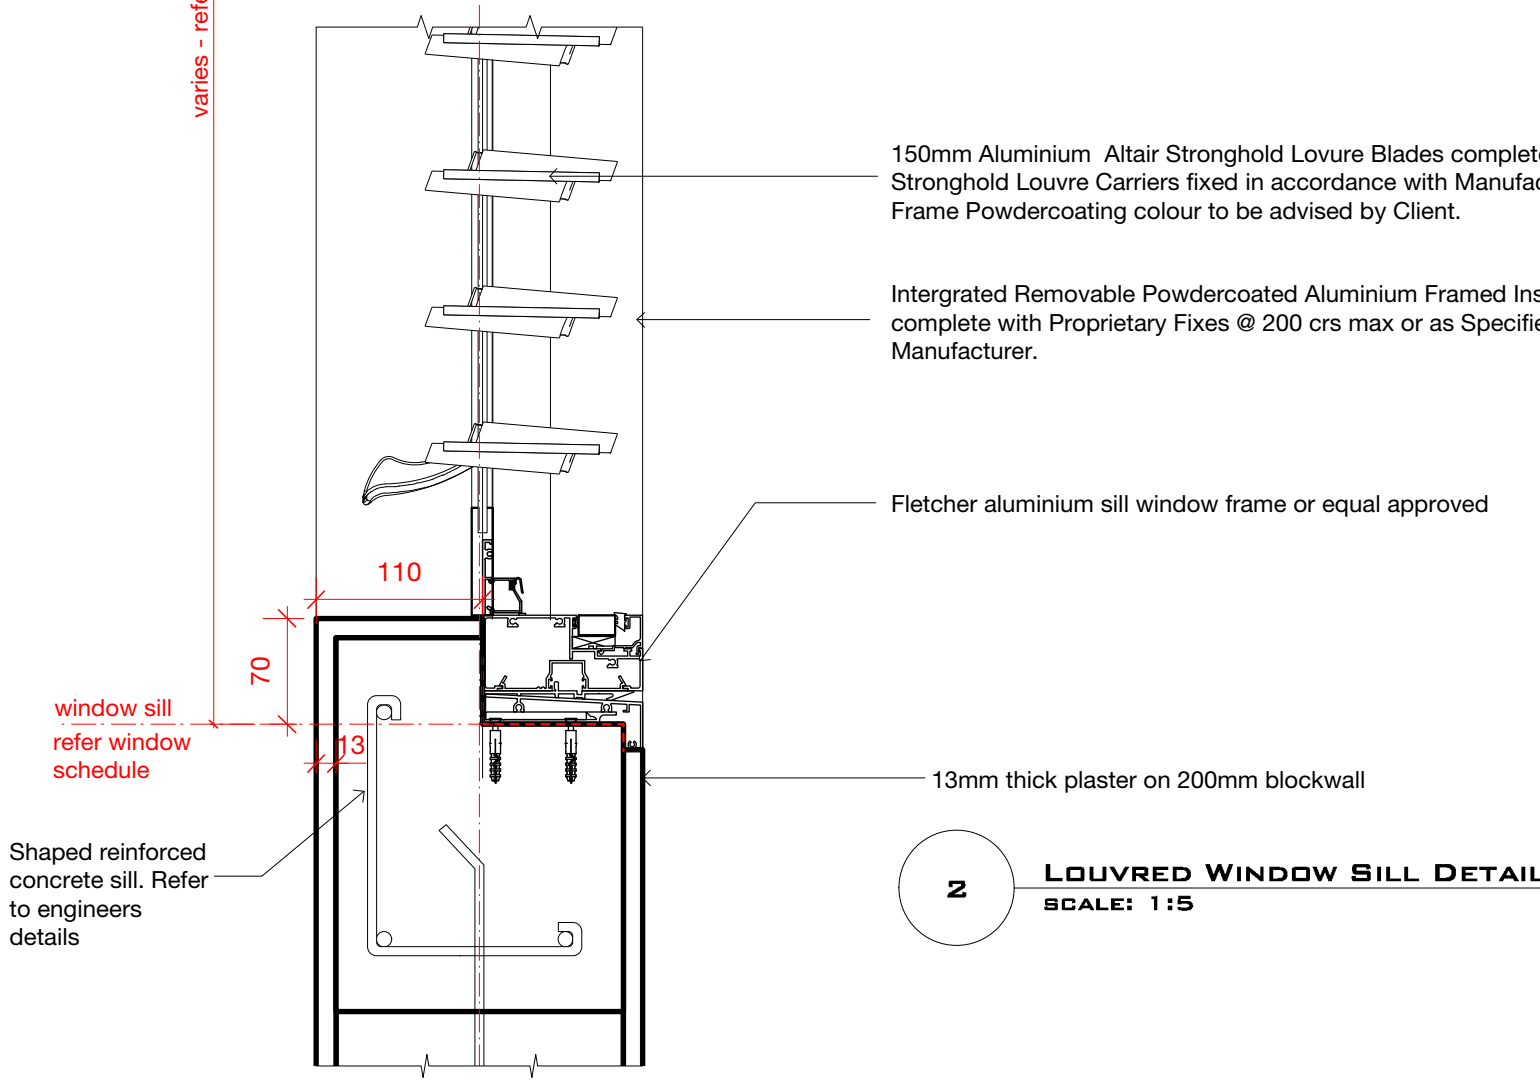 varies - refe
150mm Aluminium Altair Stronghold Lovure Blades complete
Stronghold Louvre Carriers fixed in accordance with Manufac
Frame Powdercoating colour to be advised by Client.
Intergrated Removable Powdercoated Aluminium Framed Ins
complete with Proprietary Fixes @ 200 crs max or as Specifie
Manufacturer.
Fletcher aluminium sill window frame or equal approved
110
70
window sill
refer window
schedule
13
13mm thick plaster on 200mm blockwall
Shaped reinforced
concrete sill. Refer
to engineers
details
2
LOUVRED WINDOW SILL DETAIL
SCALE: 1:5